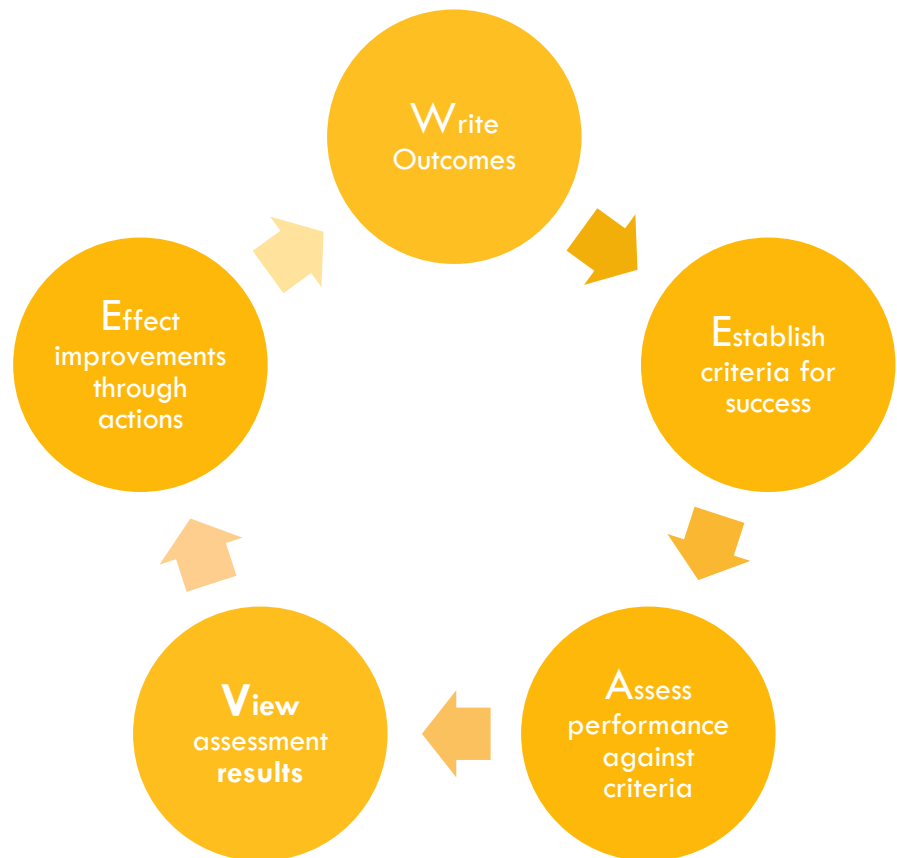 Write
Outcomes
Establish
criteria for
success
Assess
performance
against
criteria
View
assessment
results
Effect
improvements
through
actions